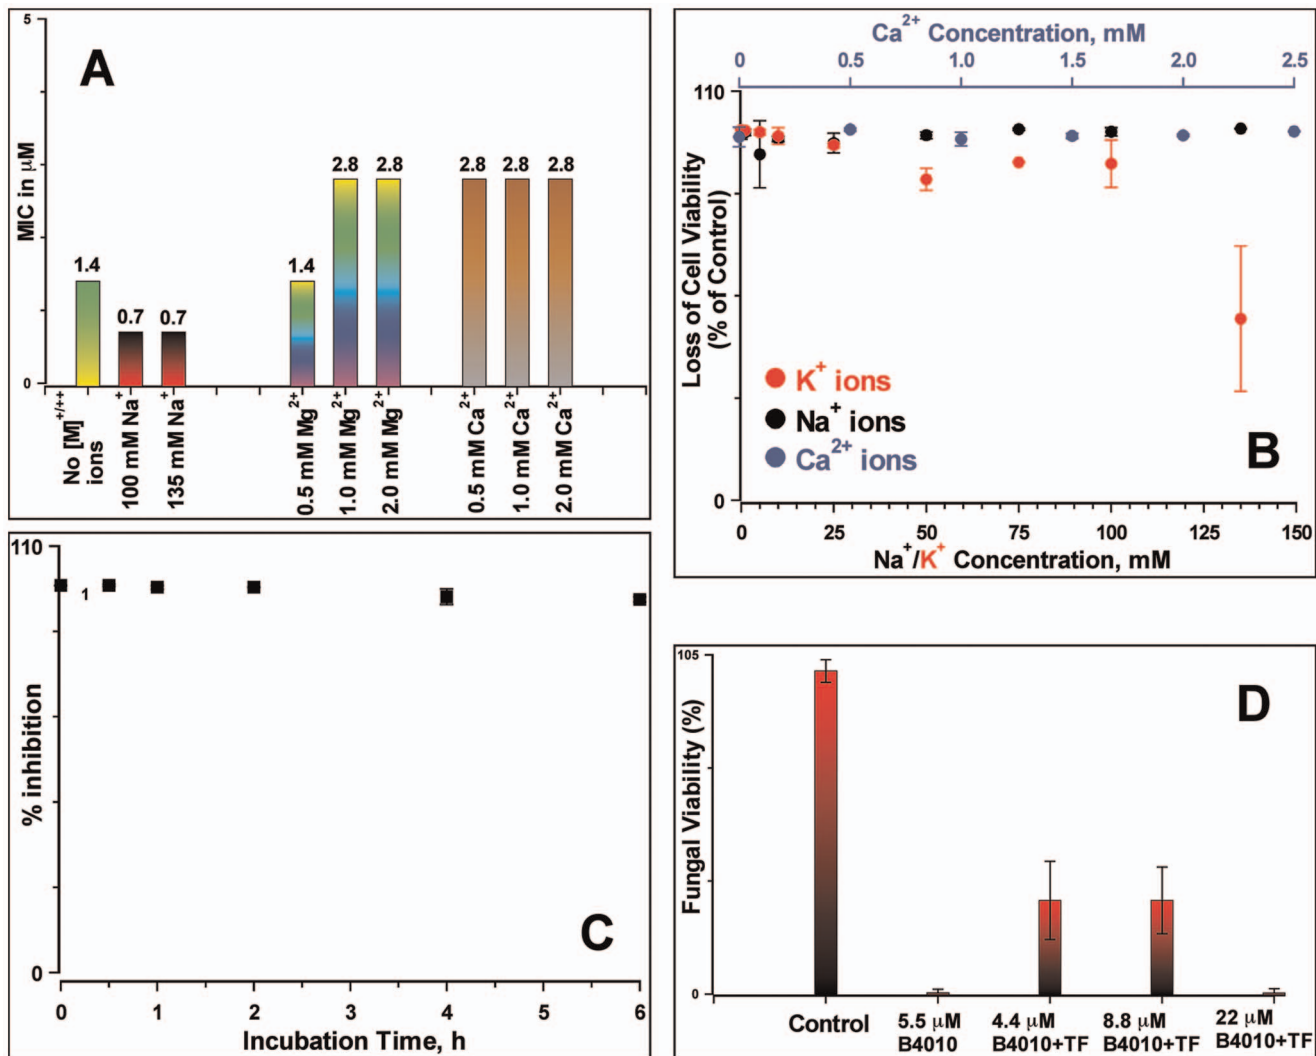 A
5
MIC in μM
0
1.4
0.7
0.7
1.4
2.8
2.8
2.8
2.8
2.8
No [M]+/++
ions
100 mM Na+
135 mM Na+
0.5 mM Mg2+
1.0 mM Mg2+
2.0 mM Mg2+
0.5 mM Ca2+
1.0 mM Ca2+
2.0 mM Ca2+
Ca2+ Concentration, mM
0 0.5 1.0 1.5 2.0 2.5
110
Loss of Cell Viability
(% of Control)
K+ ions
Na+ ions
Ca2+ ions
B
0
0 25 50 75 100 125 150
Na+/K+ Concentration, mM
110
1
% inhibition
C
0
0 1 2 3 4 5 6
Incubation Time, h
105
D
Fungal Viability (%)
0
Control
5.5 μM
B4010
4.4 μM
B4010+TF
8.8 μM
B4010+TF
22 μM
B4010+TF